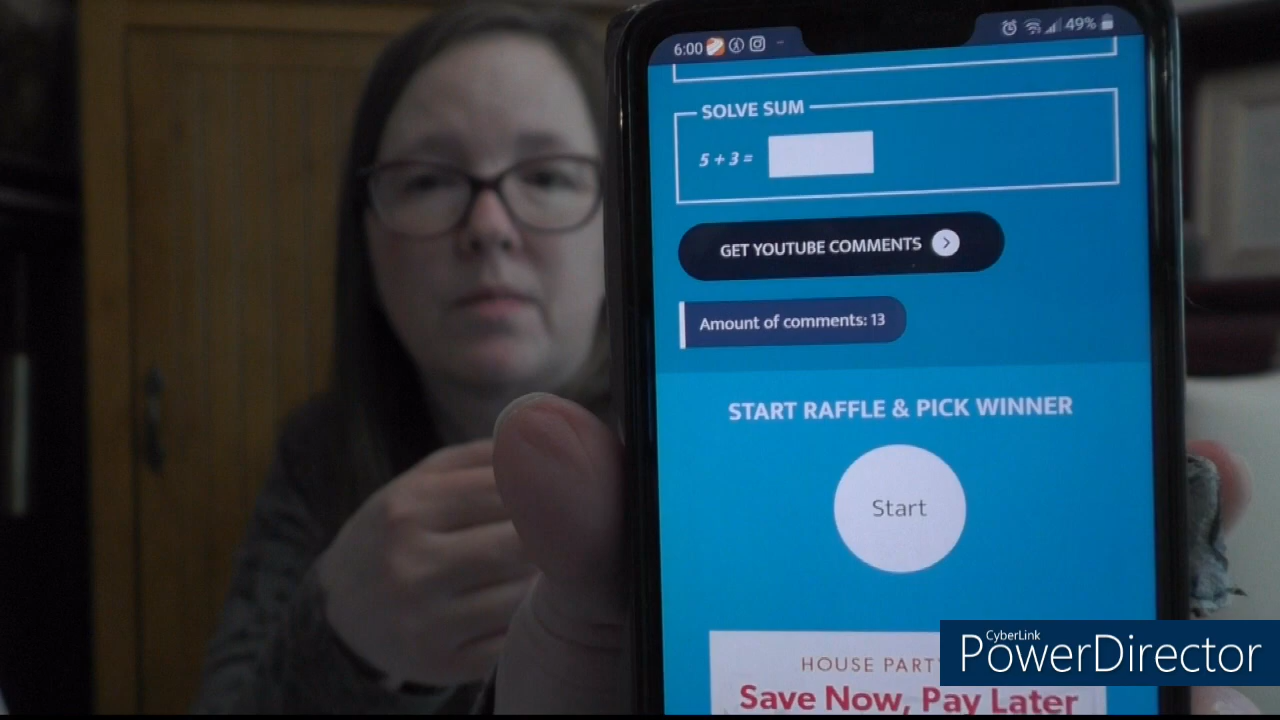 6:00
49%
SOLVE SUM
5 + 3 =
GET YOUTUBE COMMENTS
Amount of comments: 13
START RAFFLE & PICK WINNER
Start
HOUSE
Save Now, Pay Later
CyberLink
PowerDirector